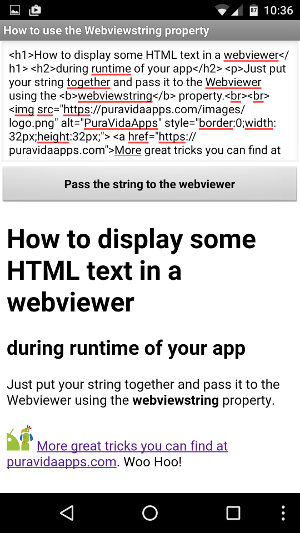 10:36
How to use the Webviewstring property
<h1>How to display some HTML text in a webviewer</
h1> <h2>during runtime of your app</h2> <p>Just put
your string together and pass it to the Webviewer
using the <b>webviewstring</b> property.<br><br>
<img src="https://puravidaapps.com/images/
logo.png" alt="PuraVidaApps" style="border:0;width:
32px;height:32px;"> <a href="https://
puravidaapps.com">More great tricks you can find at
Pass the string to the webviewer
How to display some
HTML text in a
webviewer
during runtime of your app
Just put your string together and pass it to the
Webviewer using the webviewstring property.
More great tricks you can find at
puravidaapps.com. Woo Hoo!